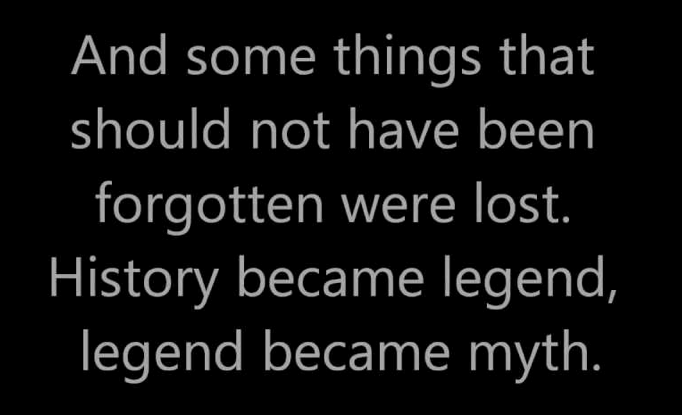 And some things that
should not have been
forgotten were lost.
History became legend,
legend became myth.